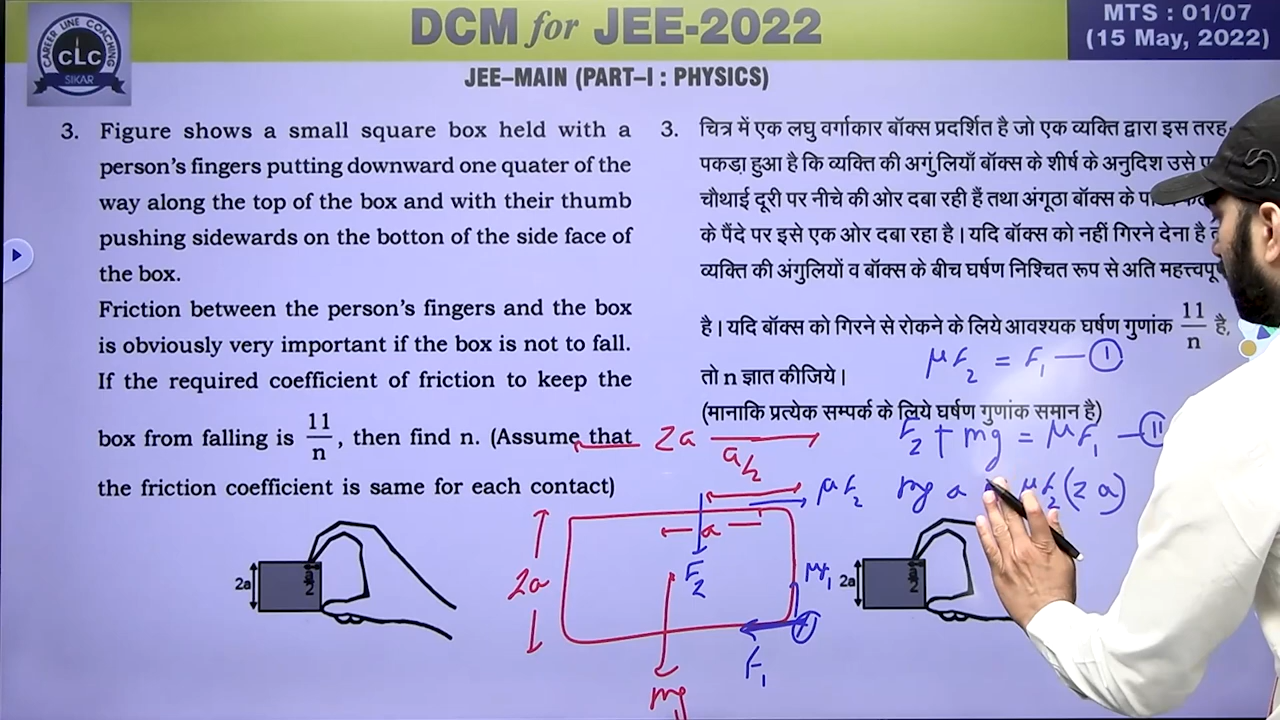 DCM for JEE-2022
MTS : 01/07
(15 May, 2022)
CAREER LINE COACHING
CLC
SIKAR
JEE–MAIN (PART–I : PHYSICS)
3. Figure shows a small square box held with a
person's fingers putting downward one quater of the
way along the top of the box and with their thumb
pushing sidewards on the botton of the side face of
the box.
Friction between the person's fingers and the box
is obviously very important if the box is not to fall.
If the required coefficient of friction to keep the
box from falling is 11/n, then find n. (Assume that
the friction coefficient is same for each contact)
2a
a/2
3. चित्र में एक लघु वर्गाकार बॉक्स प्रदर्शित है जो एक व्यक्ति द्वारा इस तरह
पकड़ा हुआ है कि व्यक्ति की अगुंलियाँ बॉक्स के शीर्ष के अनुदिश उसे
चौथाई दूरी पर नीचे की ओर दबा रही हैं तथा अंगूठा बॉक्स के
के पैंदे पर इसे एक ओर दबा रहा है। यदि बॉक्स को नहीं गिरने देना है
व्यक्ति की अंगुलियों व बॉक्स के बीच घर्षण निश्चित रूप से अति महत्त्वपूर्
है। यदि बॉक्स को गिरने से रोकने के लिये आवश्यक घर्षण गुणांक 11/n है,
तो n ज्ञात कीजिये।
(मानाकि प्रत्येक सम्पर्क के लिये घर्षण गुणांक समान है)
2a
a/2
μF₂ = F₁ — Ⓘ
F₂ + mg = μF₁ — Ⓘⓘ
mg a μF₂(2a)
2a
a/2
μF₂
a
2a
F₂
μF₁
F₁
mg